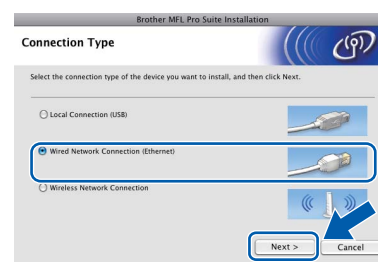 Brother MFL Pro Suite Installation
Connection Type
Select the connection type of the device you want to install, and then click Next.
Local Connection (USB)
Wired Network Connection (Ethernet)
Wireless Network Connection
Next >
Cancel